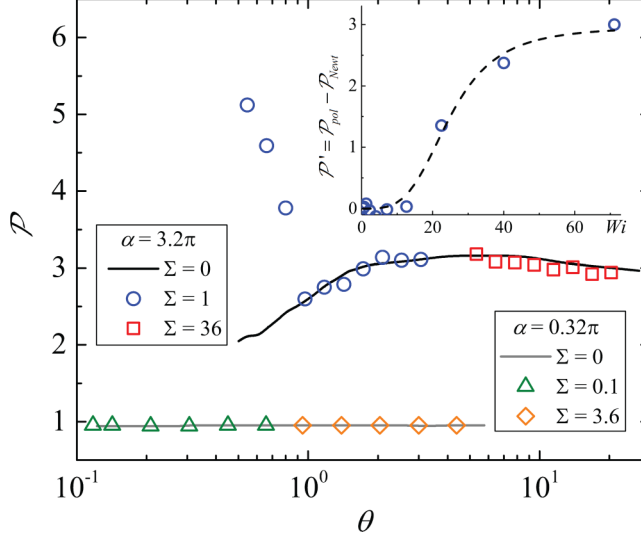 6
5
4
3
2
1
𝒫
10⁻¹
10⁰
10¹
θ
α = 3.2π
Σ = 0
Σ = 1
Σ = 36
α = 0.32π
Σ = 0
Σ = 0.1
Σ = 3.6
3
2
1
0
𝒫' = 𝒫pol − 𝒫Newt
0
20
40
60
Wi